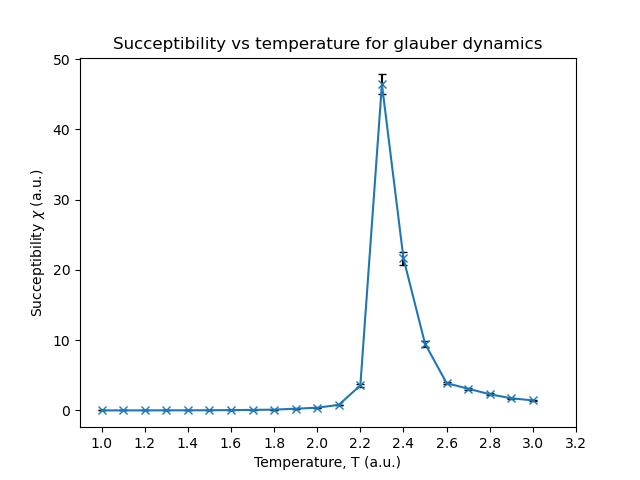 Succeptibility vs temperature for glauber dynamics
50
40
30
20
10
0
Succeptibility χ (a.u.)
1.0 1.2 1.4 1.6 1.8 2.0 2.2 2.4 2.6 2.8 3.0 3.2
Temperature, T (a.u.)